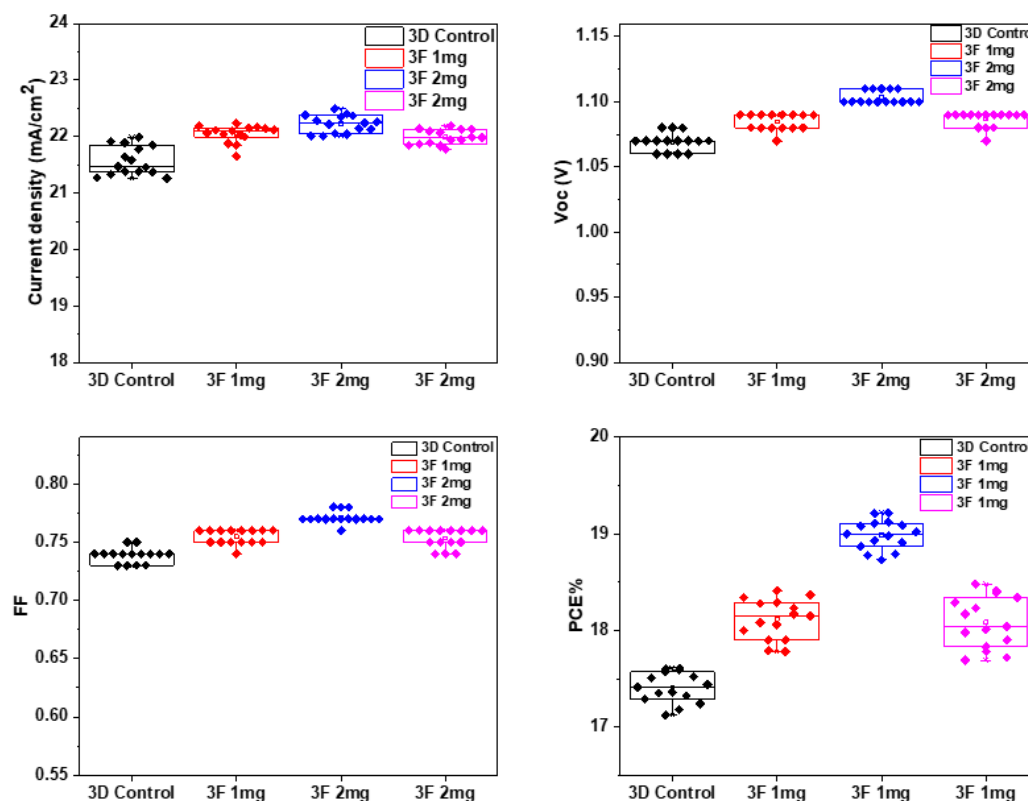 Current density (mA/cm²)
24
23
22
21
20
19
18
3D Control
3F 1mg
3F 2mg
3F 2mg
3D Control
3F 1mg
3F 2mg
3F 2mg
Voc (V)
1.15
1.10
1.05
1.00
0.95
0.90
3D Control
3F 1mg
3F 2mg
3F 2mg
3D Control
3F 1mg
3F 2mg
3F 2mg
FF
0.80
0.75
0.70
0.65
0.60
0.55
3D Control
3F 1mg
3F 2mg
3F 2mg
3D Control
3F 1mg
3F 2mg
3F 2mg
PCE%
20
19
18
17
3D Control
3F 1mg
3F 1mg
3F 1mg
3D Control
3F 1mg
3F 2mg
3F 2mg